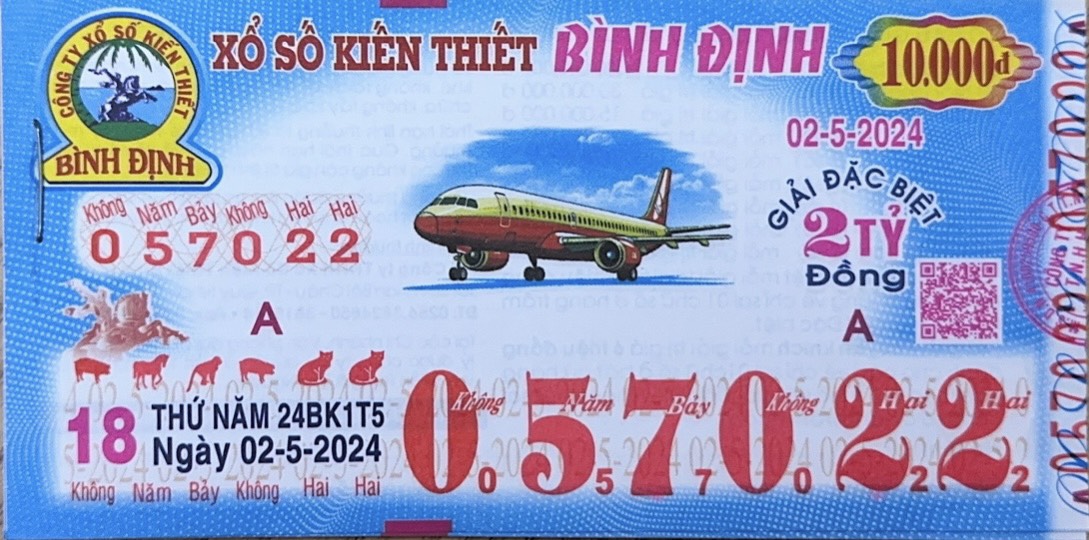 CÔNG TY XỔ SỐ KIẾN THIẾT
BÌNH ĐỊNH
XỔ SỐ KIẾN THIẾT BÌNH ĐỊNH
10.000đ
02-5-2024
GIẢI ĐẶC BIỆT
2 TỶ
Đồng
Không Năm Bảy Không Hai Hai
0 5 7 0 2 2
A
A
18
THỨ NĂM 24BK1T5
Ngày 02-5-2024
Không Năm Bảy Không Hai Hai
0 Không 5 Năm 7 Bảy 0 Không 2 Hai 2 Hai
0 5 7 0 2 2